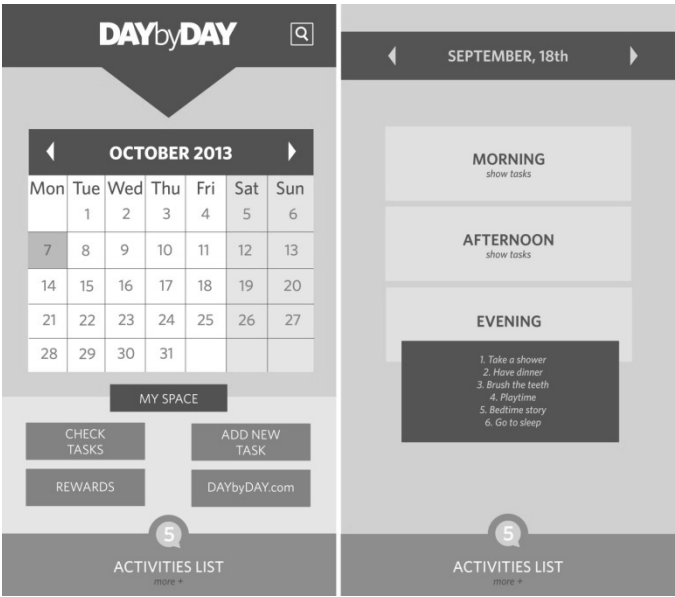 DAYbyDAY
OCTOBER 2013
Mon Tue Wed Thu Fri Sat Sun
1 2 3 4 5 6
7 8 9 10 11 12 13
14 15 16 17 18 19 20
21 22 23 24 25 26 27
28 29 30 31
MY SPACE
CHECK
TASKS
ADD NEW
TASK
REWARDS
DAYbyDAY.com
5
ACTIVITIES LIST
more +
SEPTEMBER, 18th
MORNING
show tasks
AFTERNOON
show tasks
EVENING
1. Take a shower
2. Have dinner
3. Brush the teeth
4. Playtime
5. Bedtime story
6. Go to sleep
5
ACTIVITIES LIST
more +